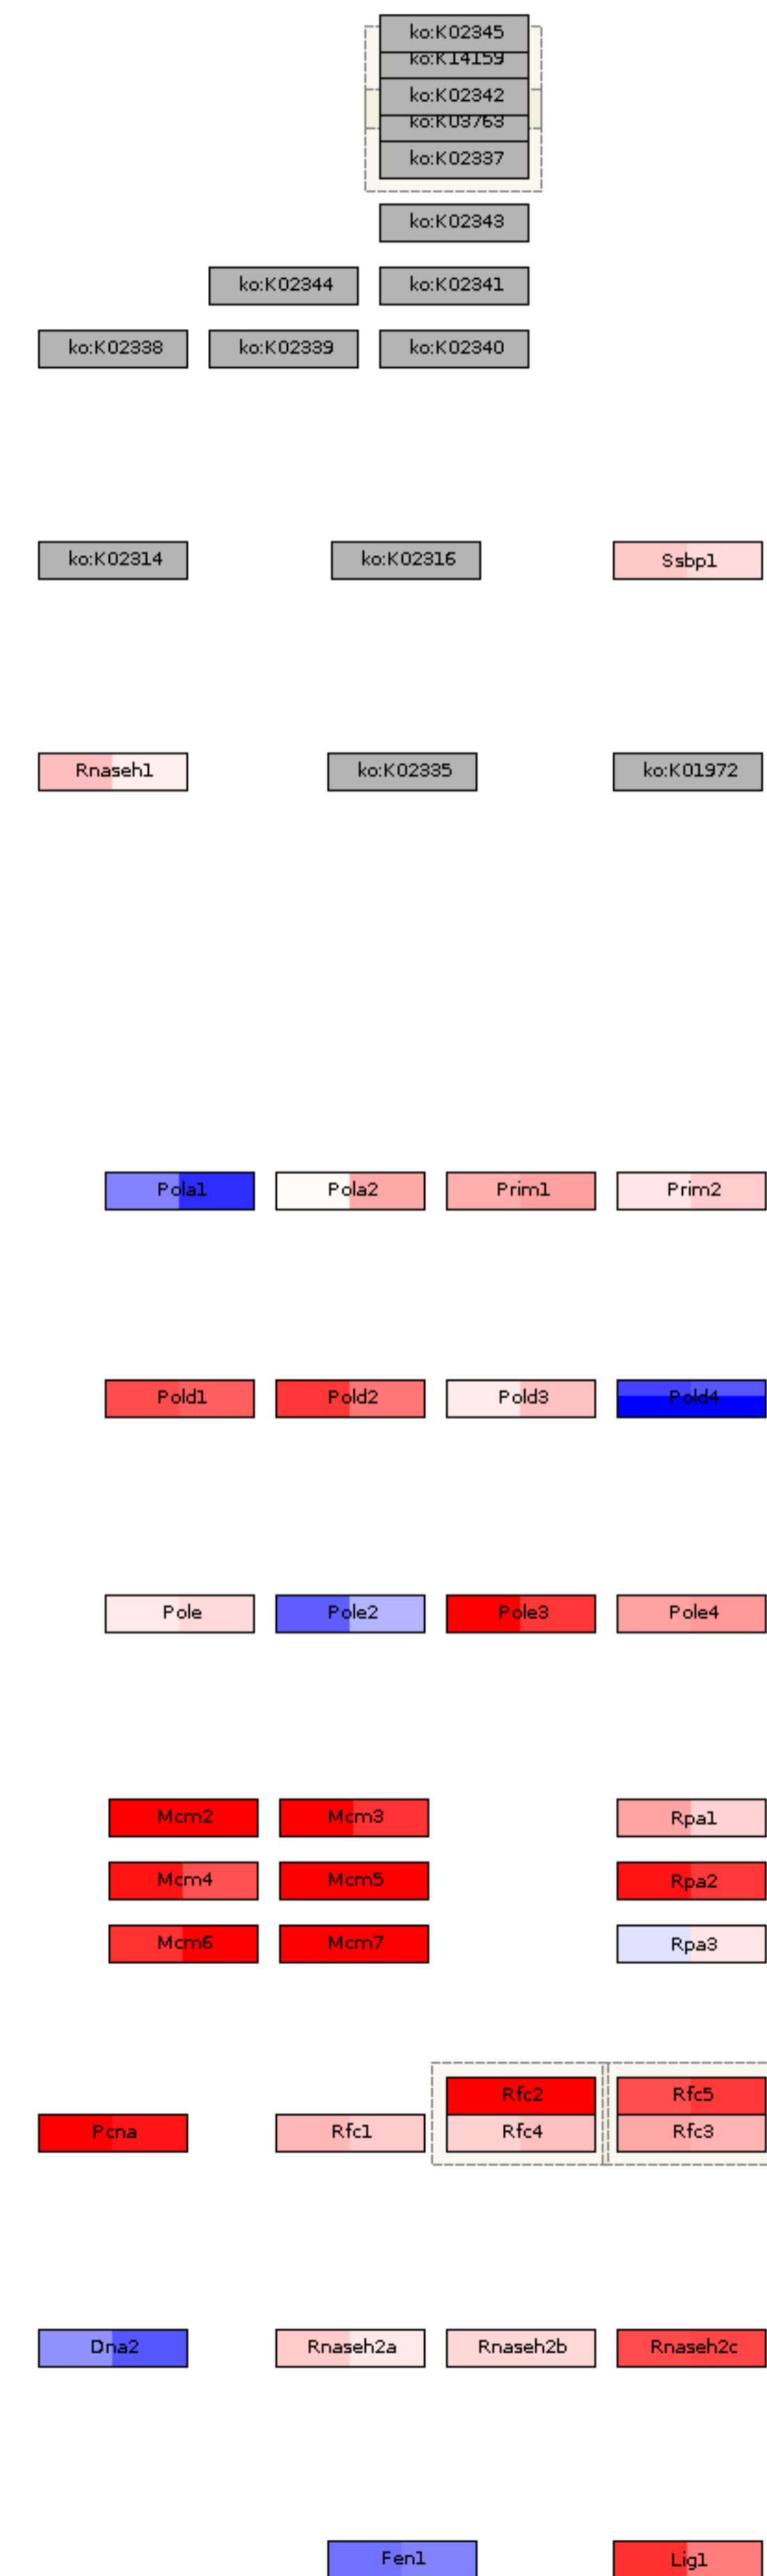 ko:K02345
ko:K14159
ko:K02342
ko:K03763
ko:K02337
ko:K02343
ko:K02344 ko:K02341
ko:K02338 ko:K02339 ko:K02340
ko:K02314 ko:K02316 Ssbp1
Rnaseh1 ko:K02335 ko:K01972
Pola1 Pola2 Prim1 Prim2
Pold1 Pold2 Pold3 Pold4
Pole Pole2 Pole3 Pole4
Mcm2 Mcm3 Rpa1
Mcm4 Mcm5 Rpa2
Mcm6 Mcm7 Rpa3
Rfc2 Rfc5
Pcna Rfc1 Rfc4 Rfc3
Dna2 Rnaseh2a Rnaseh2b Rnaseh2c
Fen1 Lig1